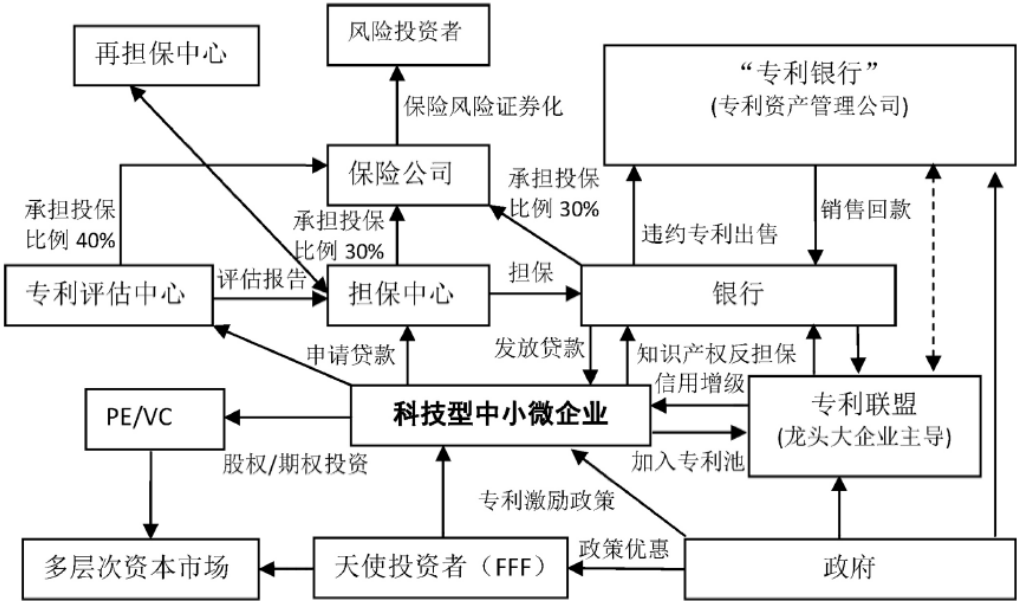 风险投资者
再担保中心
“专利银行”
(专利资产管理公司)
保险风险证券化
保险公司
承担投保
比例 30%
承担投保
比例 40%
承担投保
比例 30%
违约专利出售
销售回款
专利评估中心
评估报告
担保中心
担保
银行
申请贷款
发放贷款
知识产权反担保
信用增级
PE/VC
科技型中小微企业
专利联盟
(龙头大企业主导)
股权/期权投资
加入专利池
专利激励政策
多层次资本市场
天使投资者（FFF）
政策优惠
政府